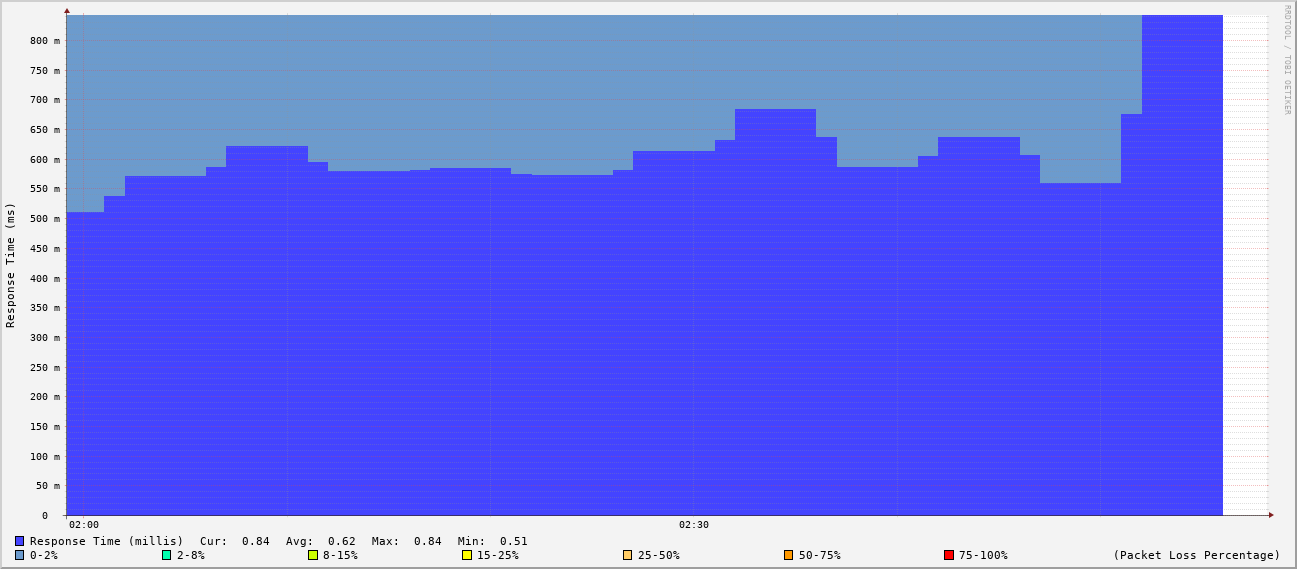 RRDTOOL / TOBI OETIKER
Response Time (ms)
800 m
750 m
700 m
650 m
600 m
550 m
500 m
450 m
400 m
350 m
300 m
250 m
200 m
150 m
100 m
50 m
0
02:00 02:30
Response Time (millis) Cur: 0.84 Avg: 0.62 Max: 0.84 Min: 0.51
0-2% 2-8% 8-15% 15-25% 25-50% 50-75% 75-100% (Packet Loss Percentage)